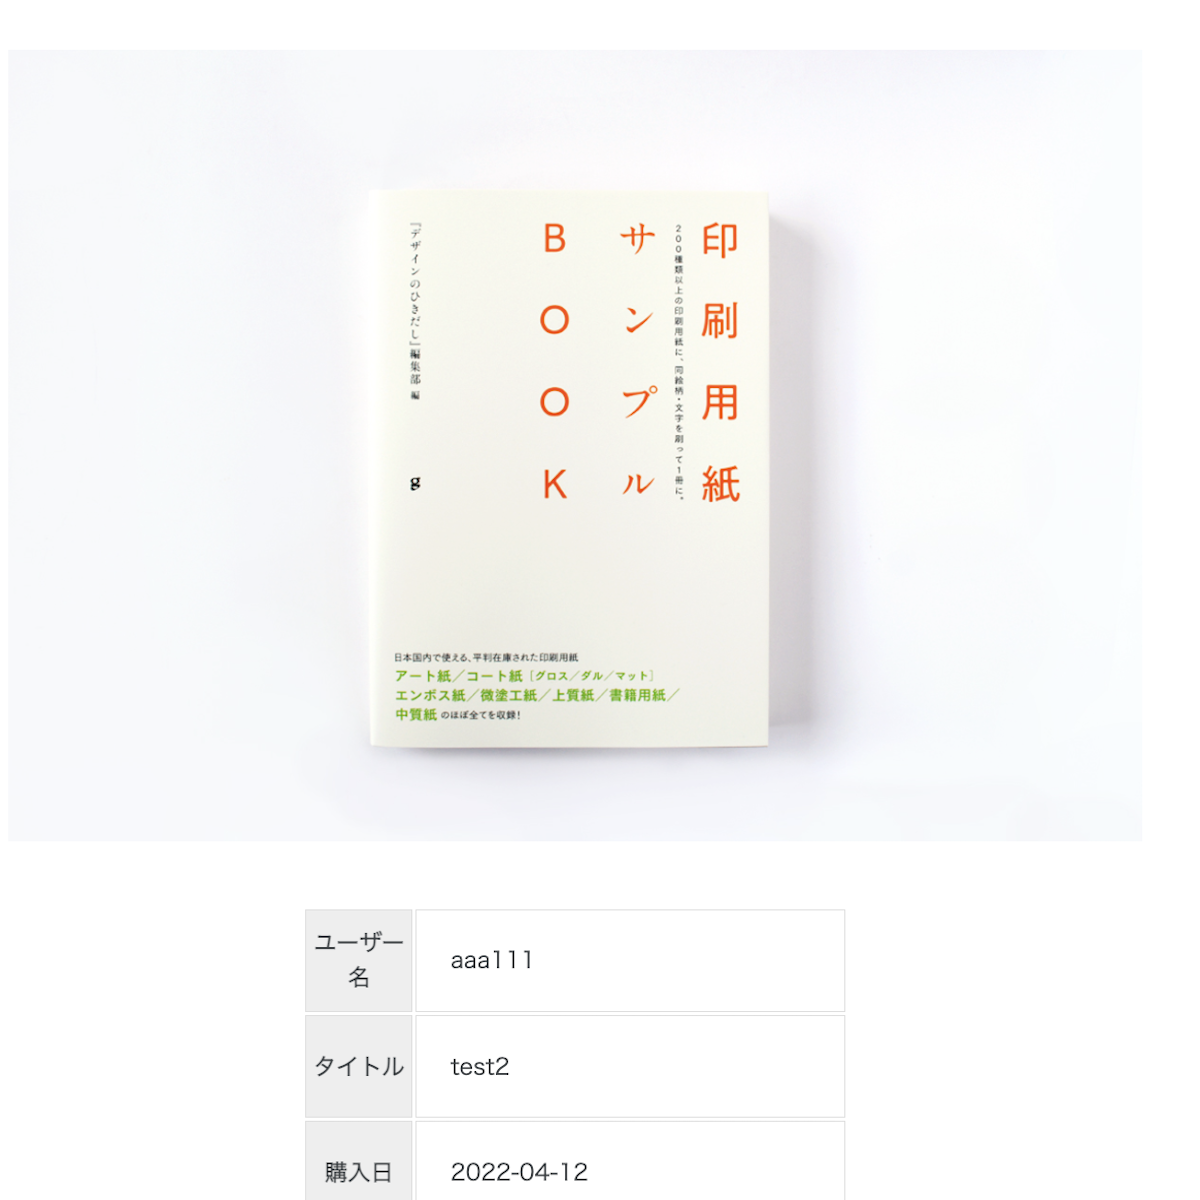 印刷用紙
200種類以上の印刷用紙に、同絵柄・文字を刷って1冊に。
サンプル
BOOK
『デザインのひきだし』編集部 編
g
日本国内で使える、平判在庫された印刷用紙
アート紙／コート紙［グロス／ダル／マット］
エンボス紙／微塗工紙／上質紙／書籍用紙／
中質紙 のほぼ全てを収録！
ユーザー
名
aaa111
タイトル
test2
購入日
2022-04-12